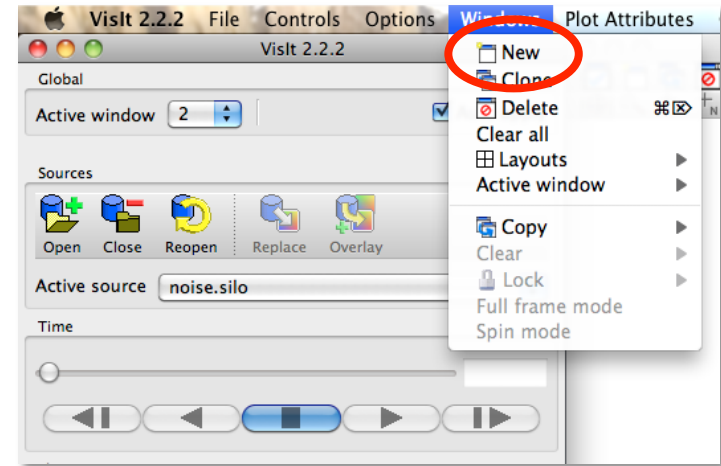 VisIt 2.2.2 File Controls Options Windows Plot Attributes
VisIt 2.2.2
Global
Active window 2
Sources
Open Close Reopen Replace Overlay
Active source noise.silo
Time
New
Clone
Delete ⌘⌦
Clear all
Layouts
Active window
Copy
Clear
Lock
Full frame mode
Spin mode
N